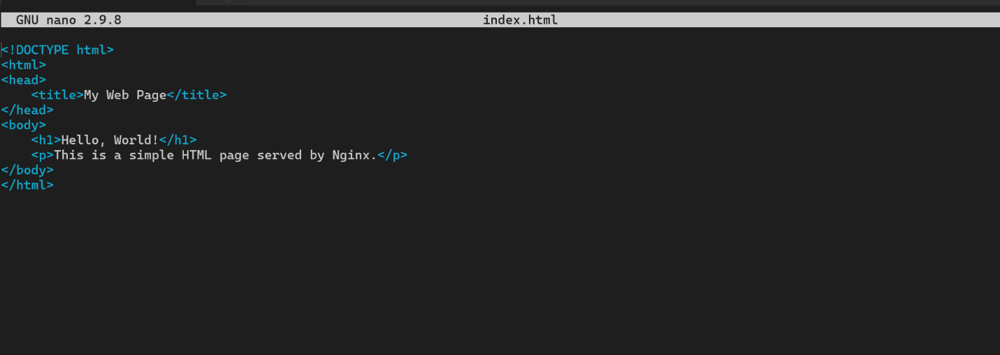 GNU nano 2.9.8 index.html
<!DOCTYPE html>
<html>
<head>
    <title>My Web Page</title>
</head>
<body>
    <h1>Hello, World!</h1>
    <p>This is a simple HTML page served by Nginx.</p>
</body>
</html>